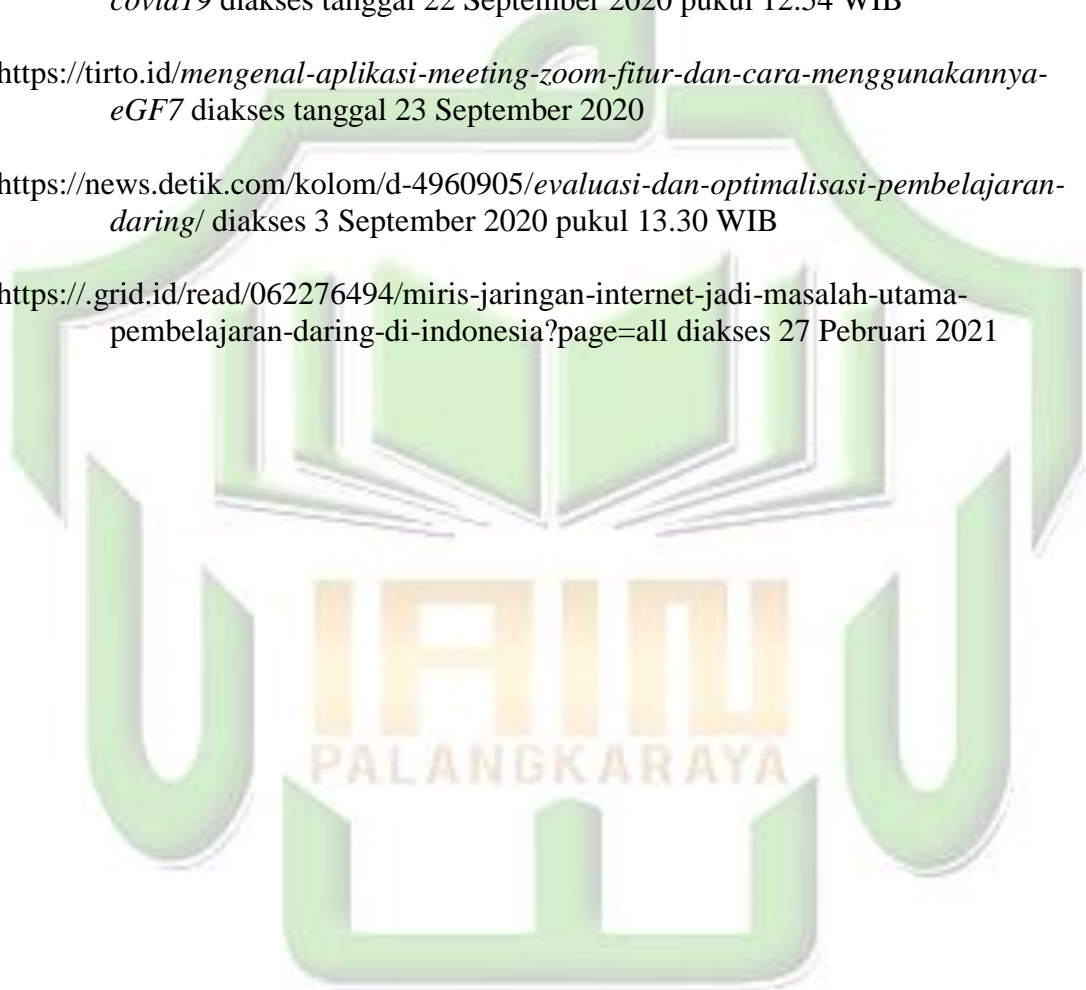 covid19 diakses tanggal 22 September 2020 pukul 12.54 WIB
https://tirto.id/mengenal-aplikasi-meeting-zoom-fitur-dan-cara-menggunakannya-
eGF7 diakses tanggal 23 September 2020
https://news.detik.com/kolom/d-4960905/evaluasi-dan-optimalisasi-pembelajaran-
daring/ diakses 3 September 2020 pukul 13.30 WIB
https://.grid.id/read/062276494/miris-jaringan-internet-jadi-masalah-utama-
pembelajaran-daring-di-indonesia?page=all diakses 27 Pebruari 2021
IAIN
PALANGKARAYA